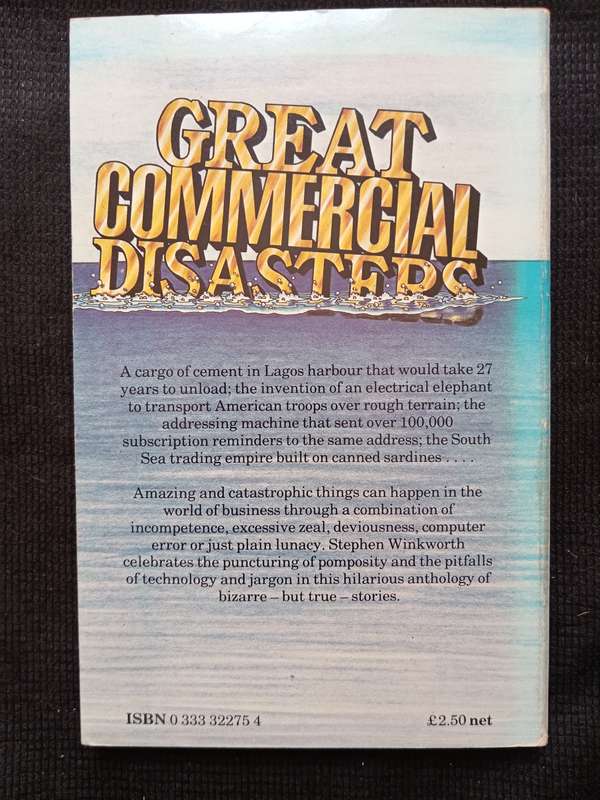 GREAT
COMMERCIAL
DISASTERS
A cargo of cement in Lagos harbour that would take 27
years to unload; the invention of an electrical elephant
to transport American troops over rough terrain; the
addressing machine that sent over 100,000
subscription reminders to the same address; the South
Sea trading empire built on canned sardines . . . .
Amazing and catastrophic things can happen in the
world of business through a combination of
incompetence, excessive zeal, deviousness, computer
error or just plain lunacy. Stephen Winkworth
celebrates the puncturing of pomposity and the pitfalls
of technology and jargon in this hilarious anthology of
bizarre – but true – stories.
ISBN 0 333 32275 4
£2.50 net